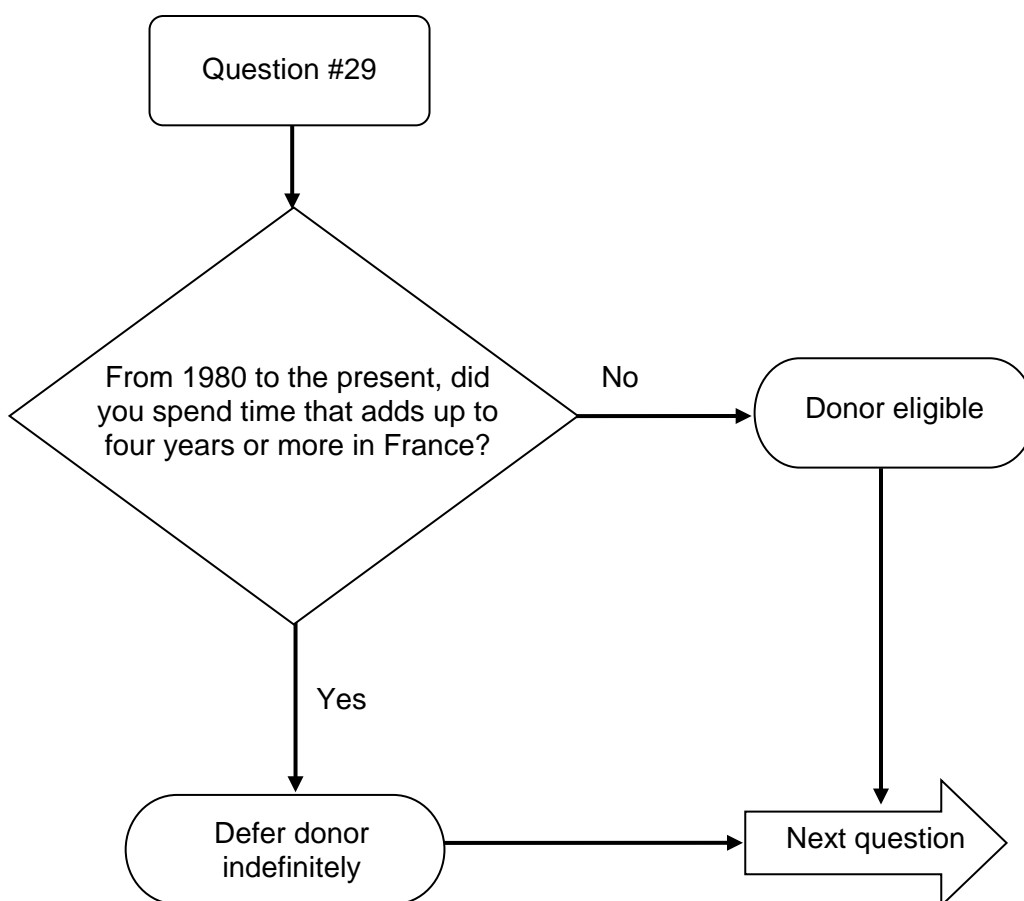 Question #29
From 1980 to the present, did
you spend time that adds up to
four years or more in France?
No
Donor eligible
Yes
Defer donor
indefinitely
Next question